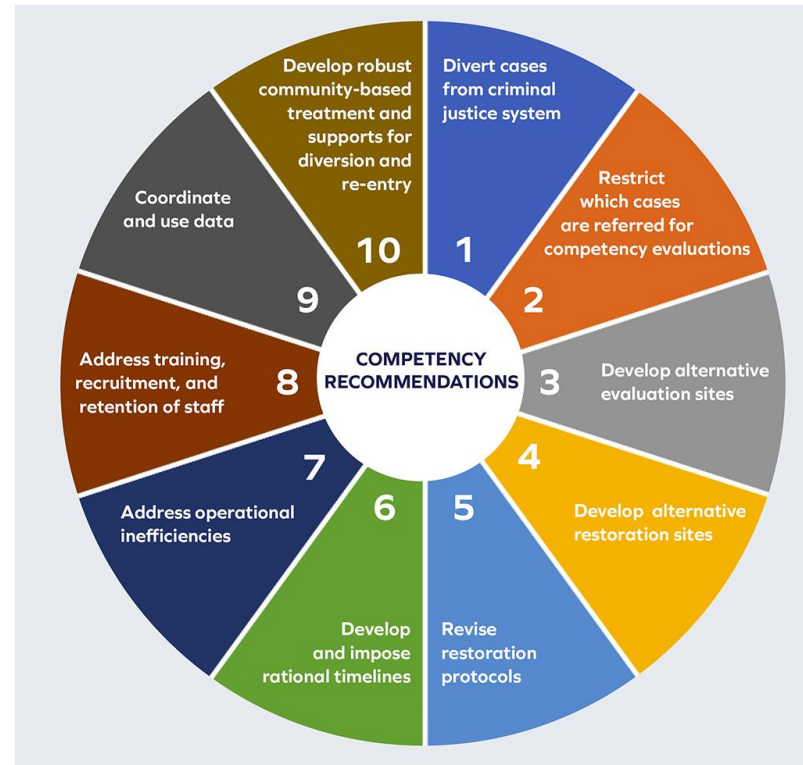 COMPETENCY
RECOMMENDATIONS
Divert cases
from criminal
justice system
1
Restrict
which cases
are referred for
competency evaluations
2
Develop alternative
evaluation sites
3
Develop alternative
restoration sites
4
Revise
restoration
protocols
5
Develop
and impose
rational timelines
6
Address operational
inefficiencies
7
Address training,
recruitment, and
retention of staff
8
Coordinate
and use data
9
Develop robust
community-based
treatment and
supports for
diversion and
re-entry
10